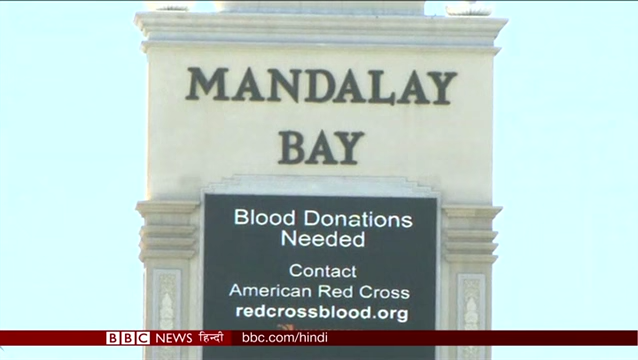 MANDALAY
BAY
Blood Donations
Needed
Contact
American Red Cross
redcrossblood.org
BBC NEWS हिन्दी bbc.com/hindi